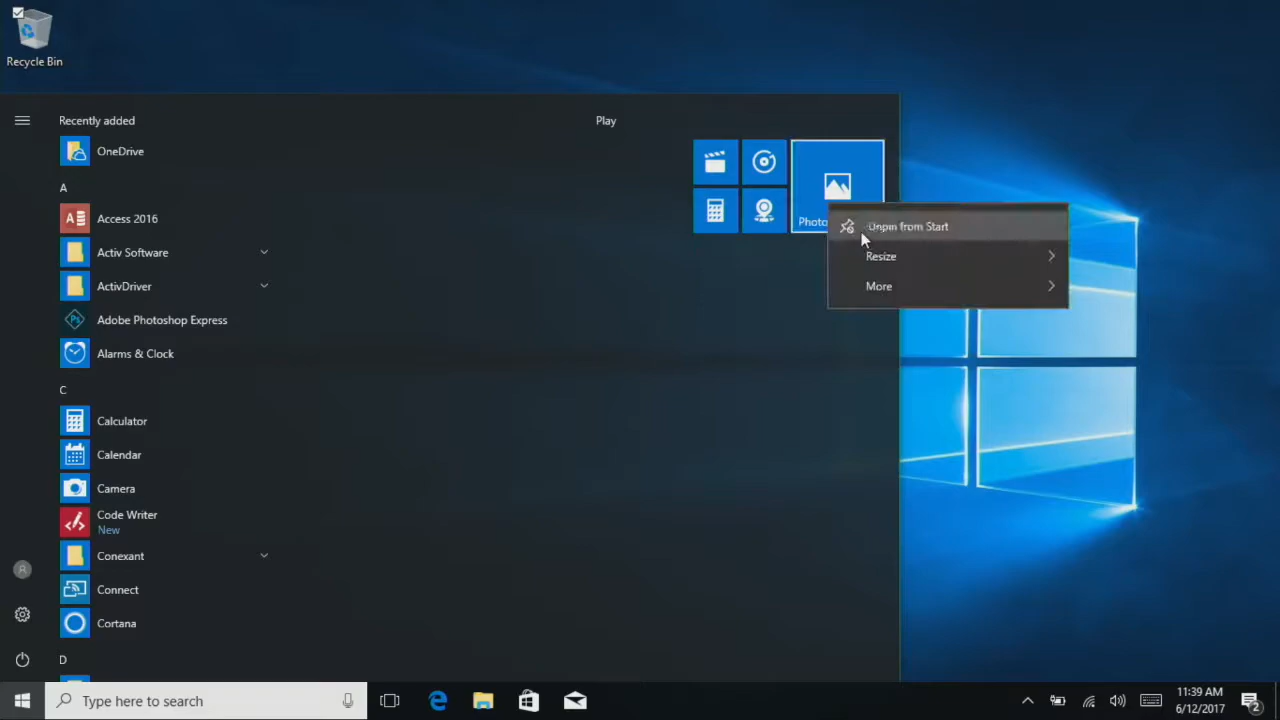 Recycle Bin
Recently added
Play
OneDrive
A
Access 2016
Activ Software
ActivDriver
Adobe Photoshop Express
Alarms & Clock
C
Calculator
Calendar
Camera
Code Writer
New
Conexant
Connect
Cortana
D
Photo
Unpin from Start
Resize
More
Type here to search
11:39 AM
6/12/2017
2